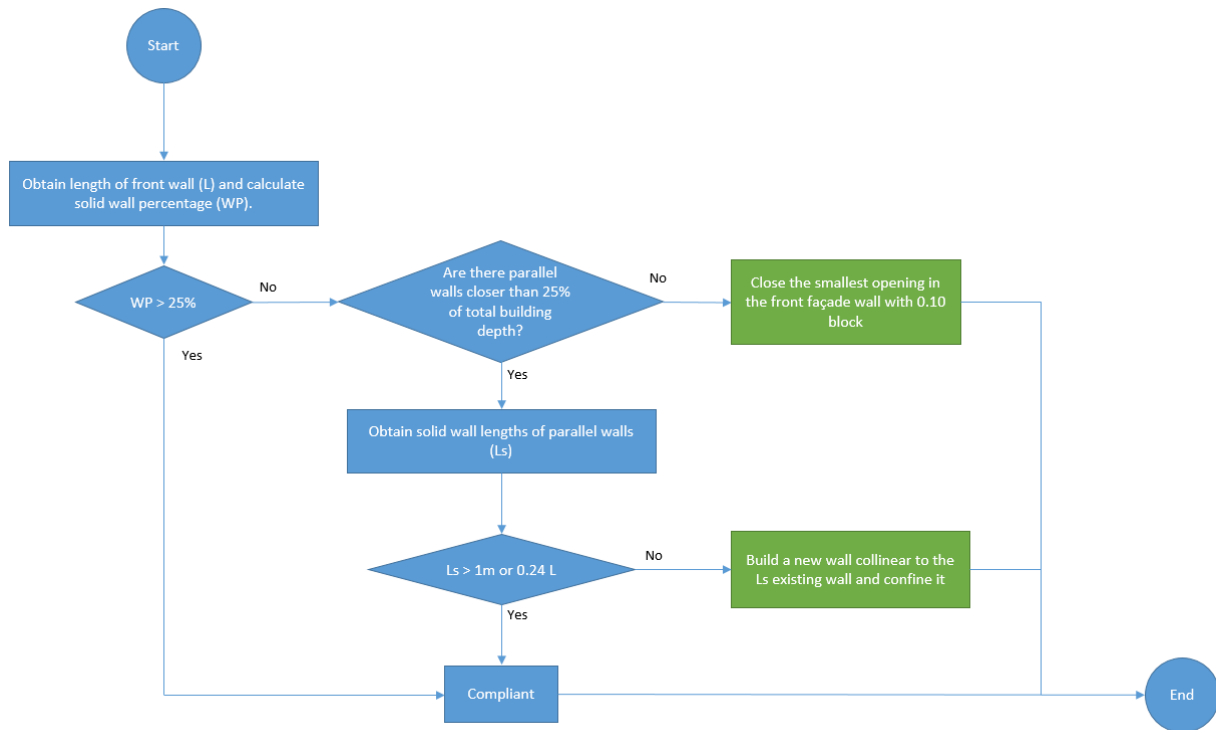 Start
Obtain length of front wall (L) and calculate
solid wall percentage (WP).
WP > 25%
No
Yes
Are there parallel
walls closer than 25%
of total building
depth?
No
Yes
Close the smallest opening in
the front façade wall with 0.10
block
Obtain solid wall lengths of parallel walls
(Ls)
Ls > 1m or 0.24 L
No
Yes
Build a new wall collinear to the
Ls existing wall and confine it
Compliant
End